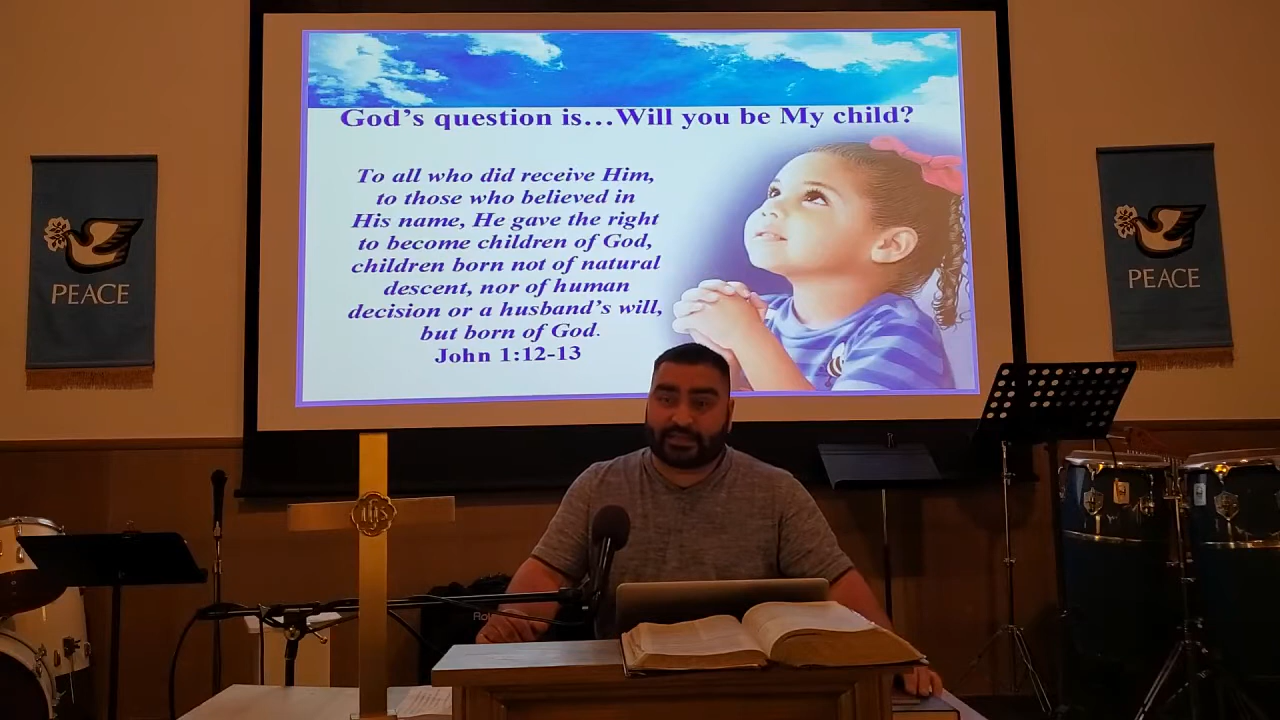 God's question is...Will you be My child?
To all who did receive Him,
to those who believed in
His name, He gave the right
to become children of God,
children born not of natural
descent, nor of human
decision or a husband's will,
but born of God.
John 1:12-13
PEACE
PEACE
IHS